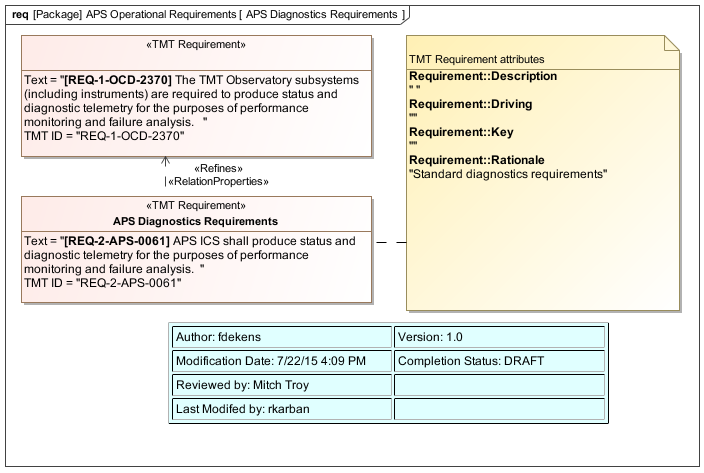 req [Package] APS Operational Requirements [ APS Diagnostics Requirements ]
«TMT Requirement»
Text = "[REQ-1-OCD-2370] The TMT Observatory subsystems
(including instruments) are required to produce status and
diagnostic telemetry for the purposes of performance
monitoring and failure analysis.   "
TMT ID = "REQ-1-OCD-2370"
«Refines»
«RelationProperties»
«TMT Requirement»
APS Diagnostics Requirements
Text = "[REQ-2-APS-0061] APS ICS shall produce status and
diagnostic telemetry for the purposes of performance
monitoring and failure analysis.  "
TMT ID = "REQ-2-APS-0061"
TMT Requirement attributes
Requirement::Description
" "
Requirement::Driving
""
Requirement::Key
""
Requirement::Rationale
"Standard diagnostics requirements"
Author: fdekens
Version: 1.0
Modification Date: 7/22/15 4:09 PM
Completion Status: DRAFT
Reviewed by: Mitch Troy
Last Modifed by: rkarban